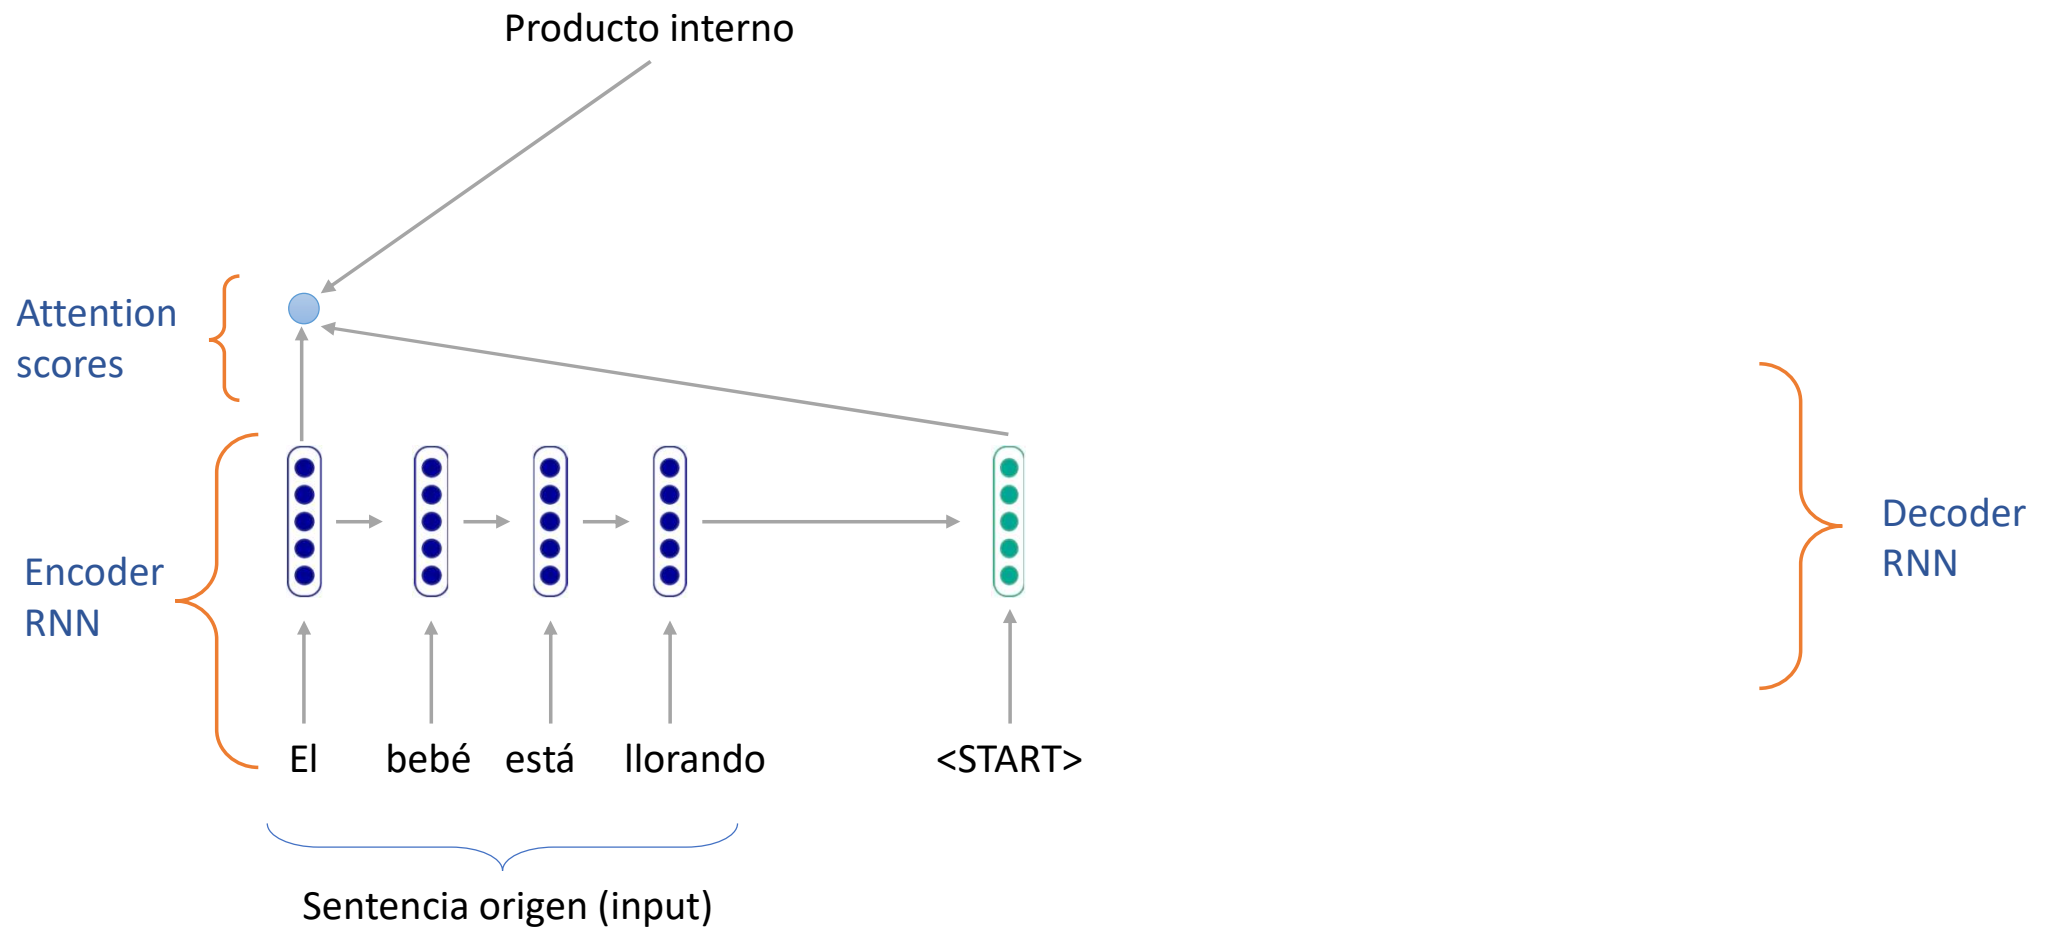 Producto interno
Attention
scores
Encoder
RNN
Decoder
RNN
El bebé está llorando <START>
Sentencia origen (input)